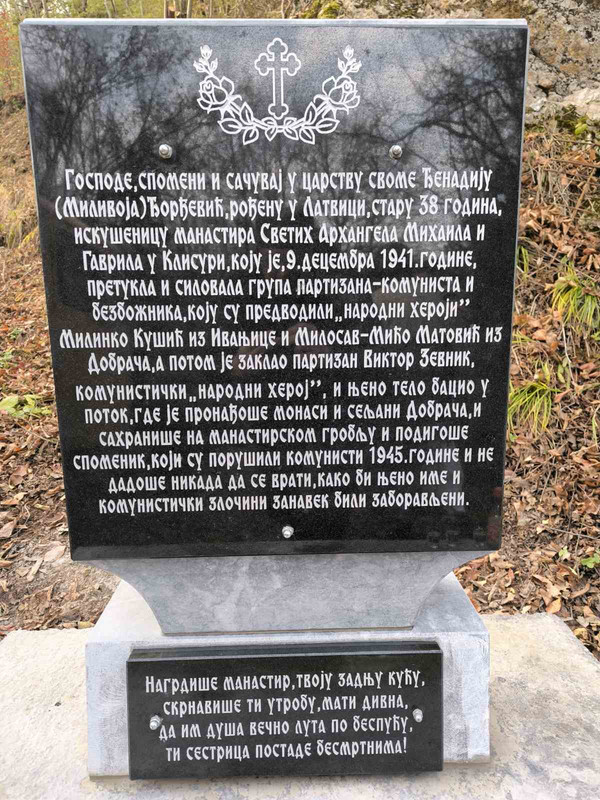 Господе,спомени и сачувај у царству своме Ђенадију
(Миливоја)Ђорђевић,рођену у Латвици,стару 38 година,
искушеницу манастира Светих Архангела Михаила и
Гаврила у Клисури,коју је,9.децембра 1941.године,
претукла и силовала група партизана-комуниста и
безбожника,коју су предводили„народни хероји”
Милинко Кушић из Ивањице и Милосав-Мићо Матовић из
Добрача,а потом је заклао партизан Виктор Зевник,
комунистички„народни херој”, и њено тело бацио у
поток,где је пронађоше монаси и сељани Добрача,и
сахранише на манастирском гробљу и подигоше
споменик,који су порушили комунисти 1945.године и не
дадоше никада да се врати,како би њено име и
комунистички злочини занавек били заборављени.
Нагрдише манастир,твоју задњу кућу,
скрнавише ти утробу,мати дивна,
да им душа вечно лута по беспућу,
ти сестрица постаде бесмртнима!